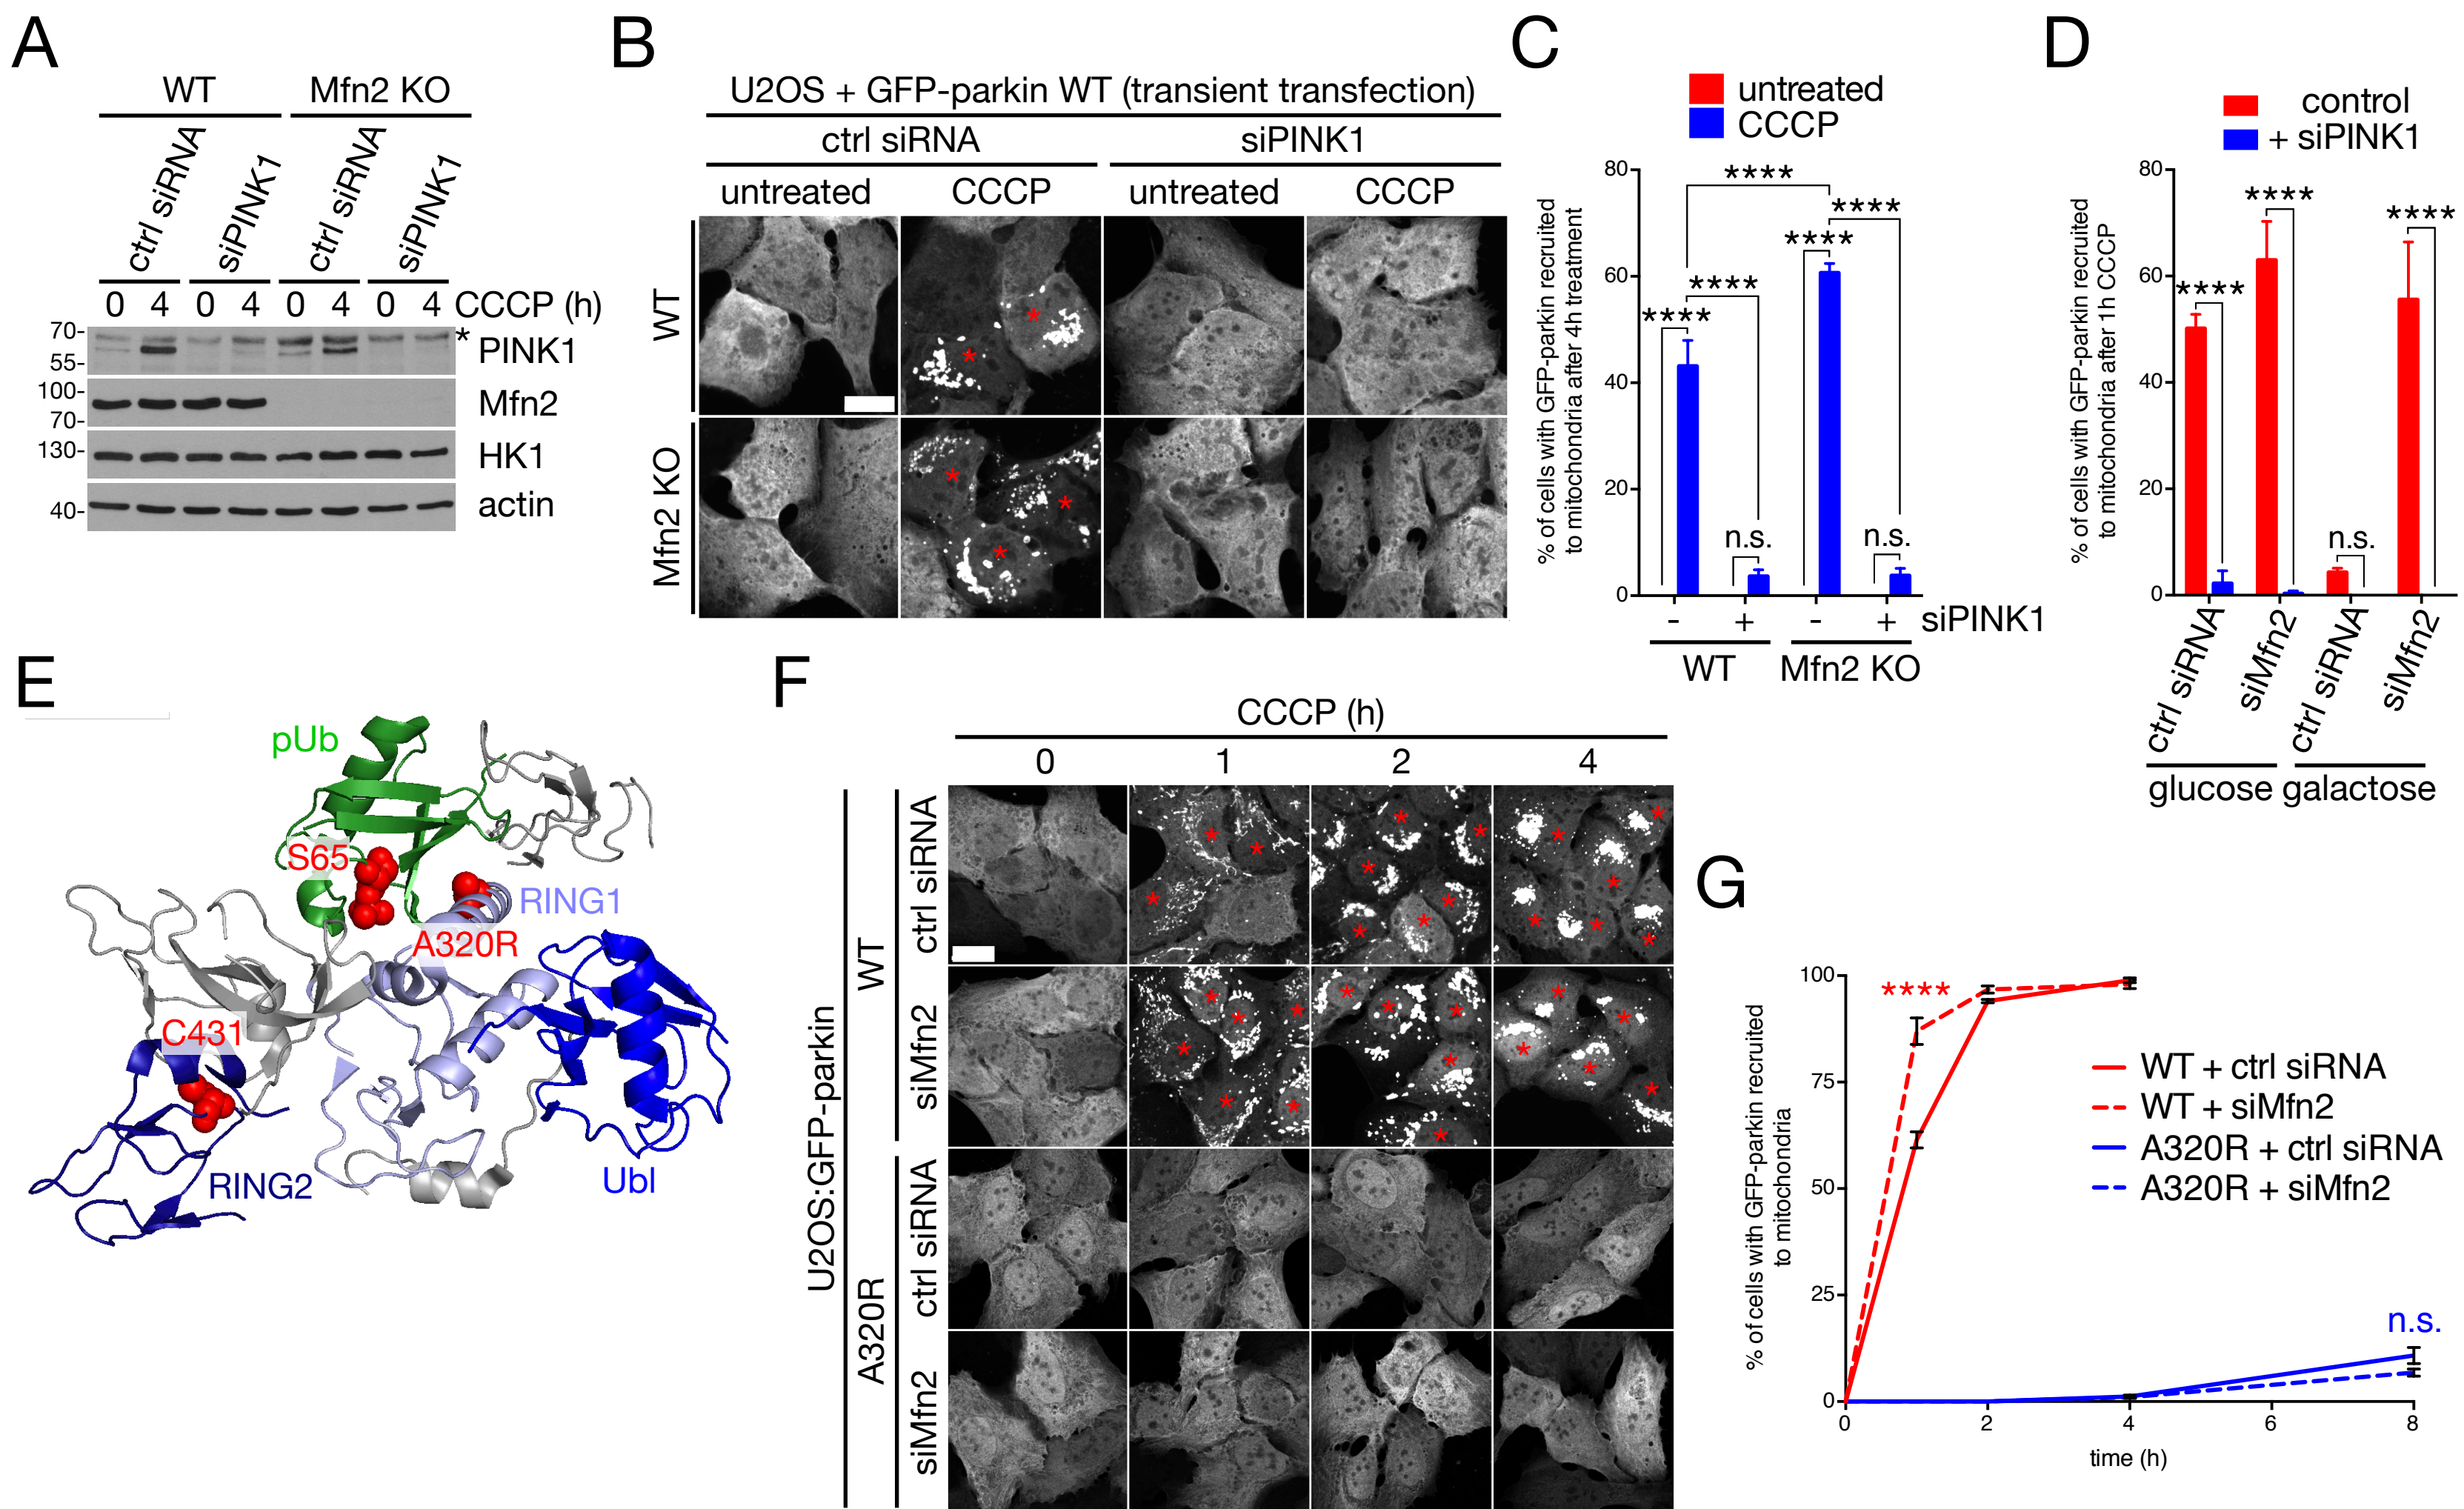 A
WT
Mfn2 KO
ctrl siRNA
siPINK1
ctrl siRNA
siPINK1
0 4 0 4 0 4 0 4 CCCP (h)
70-
*
PINK1
55-
100-
Mfn2
70-
130-
HK1
40-
actin
B
U2OS + GFP-parkin WT (transient transfection)
ctrl siRNA
siPINK1
untreated
CCCP
untreated
CCCP
WT
* *
Mfn2 KO
* * *
C
untreated
CCCP
% of cells with GFP-parkin recruited
to mitochondria after 4h treatment
80
60
40
20
0
****
****
****
****
****
n.s.
n.s.
- + - + siPINK1
WT
Mfn2 KO
D
control
+ siPINK1
% of cells with GFP-parkin recruited
to mitochondria after 1h CCCP
80
60
40
20
0
****
****
n.s.
****
ctrl siRNA
siMfn2
ctrl siRNA
siMfn2
glucose
galactose
E
pUb
S65
RING1
A320R
C431
RING2
Ubl
F
CCCP (h)
0 1 2 4
U2OS:GFP-parkin
WT
ctrl siRNA
siMfn2
A320R
ctrl siRNA
siMfn2
G
% of cells with GFP-parkin recruited
to mitochondria
100
75
50
25
0
****
WT + ctrl siRNA
WT + siMfn2
A320R + ctrl siRNA
A320R + siMfn2
n.s.
0 2 4 6 8
time (h)